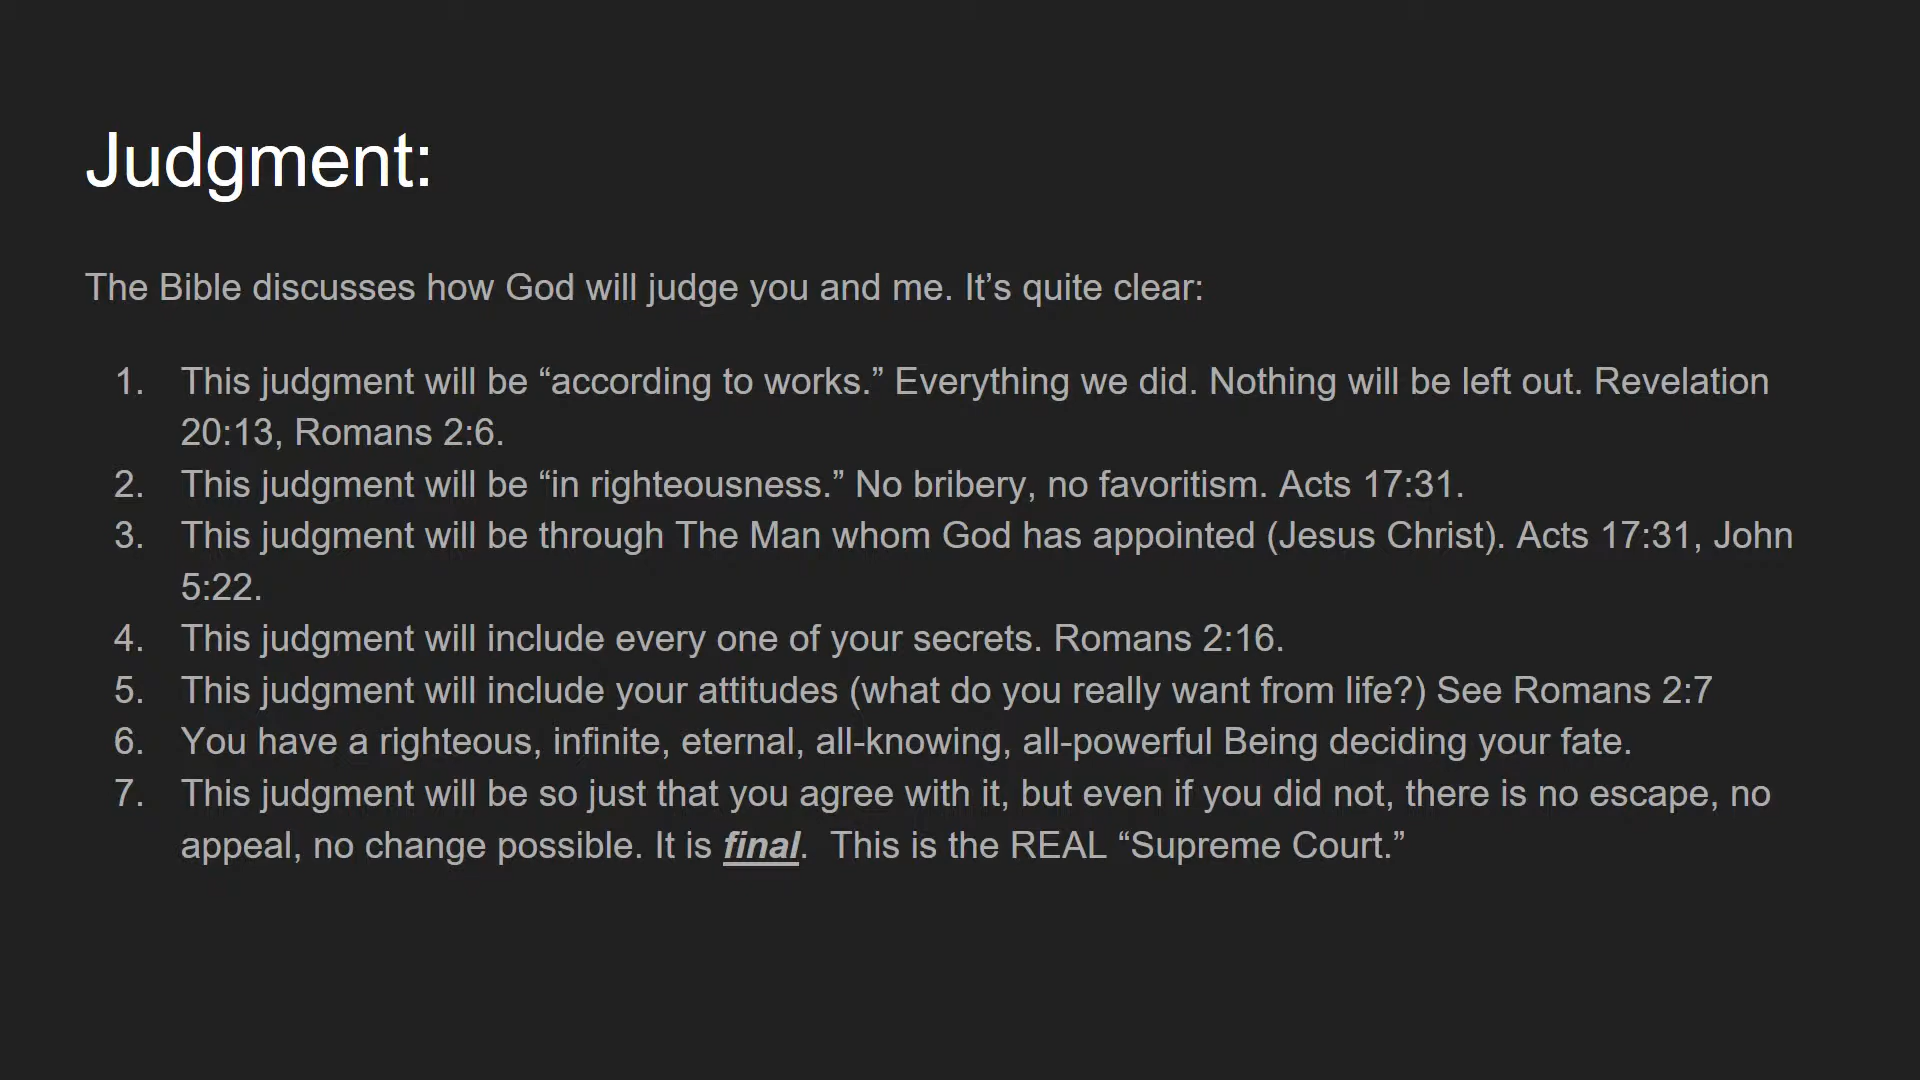 Judgment:
The Bible discusses how God will judge you and me. It’s quite clear:
1. This judgment will be “according to works.” Everything we did. Nothing will be left out. Revelation
20:13, Romans 2:6.
2. This judgment will be “in righteousness.” No bribery, no favoritism. Acts 17:31.
3. This judgment will be through The Man whom God has appointed (Jesus Christ). Acts 17:31, John
5:22.
4. This judgment will include every one of your secrets. Romans 2:16.
5. This judgment will include your attitudes (what do you really want from life?) See Romans 2:7
6. You have a righteous, infinite, eternal, all-knowing, all-powerful Being deciding your fate.
7. This judgment will be so just that you agree with it, but even if you did not, there is no escape, no
appeal, no change possible. It is final.  This is the REAL “Supreme Court.”